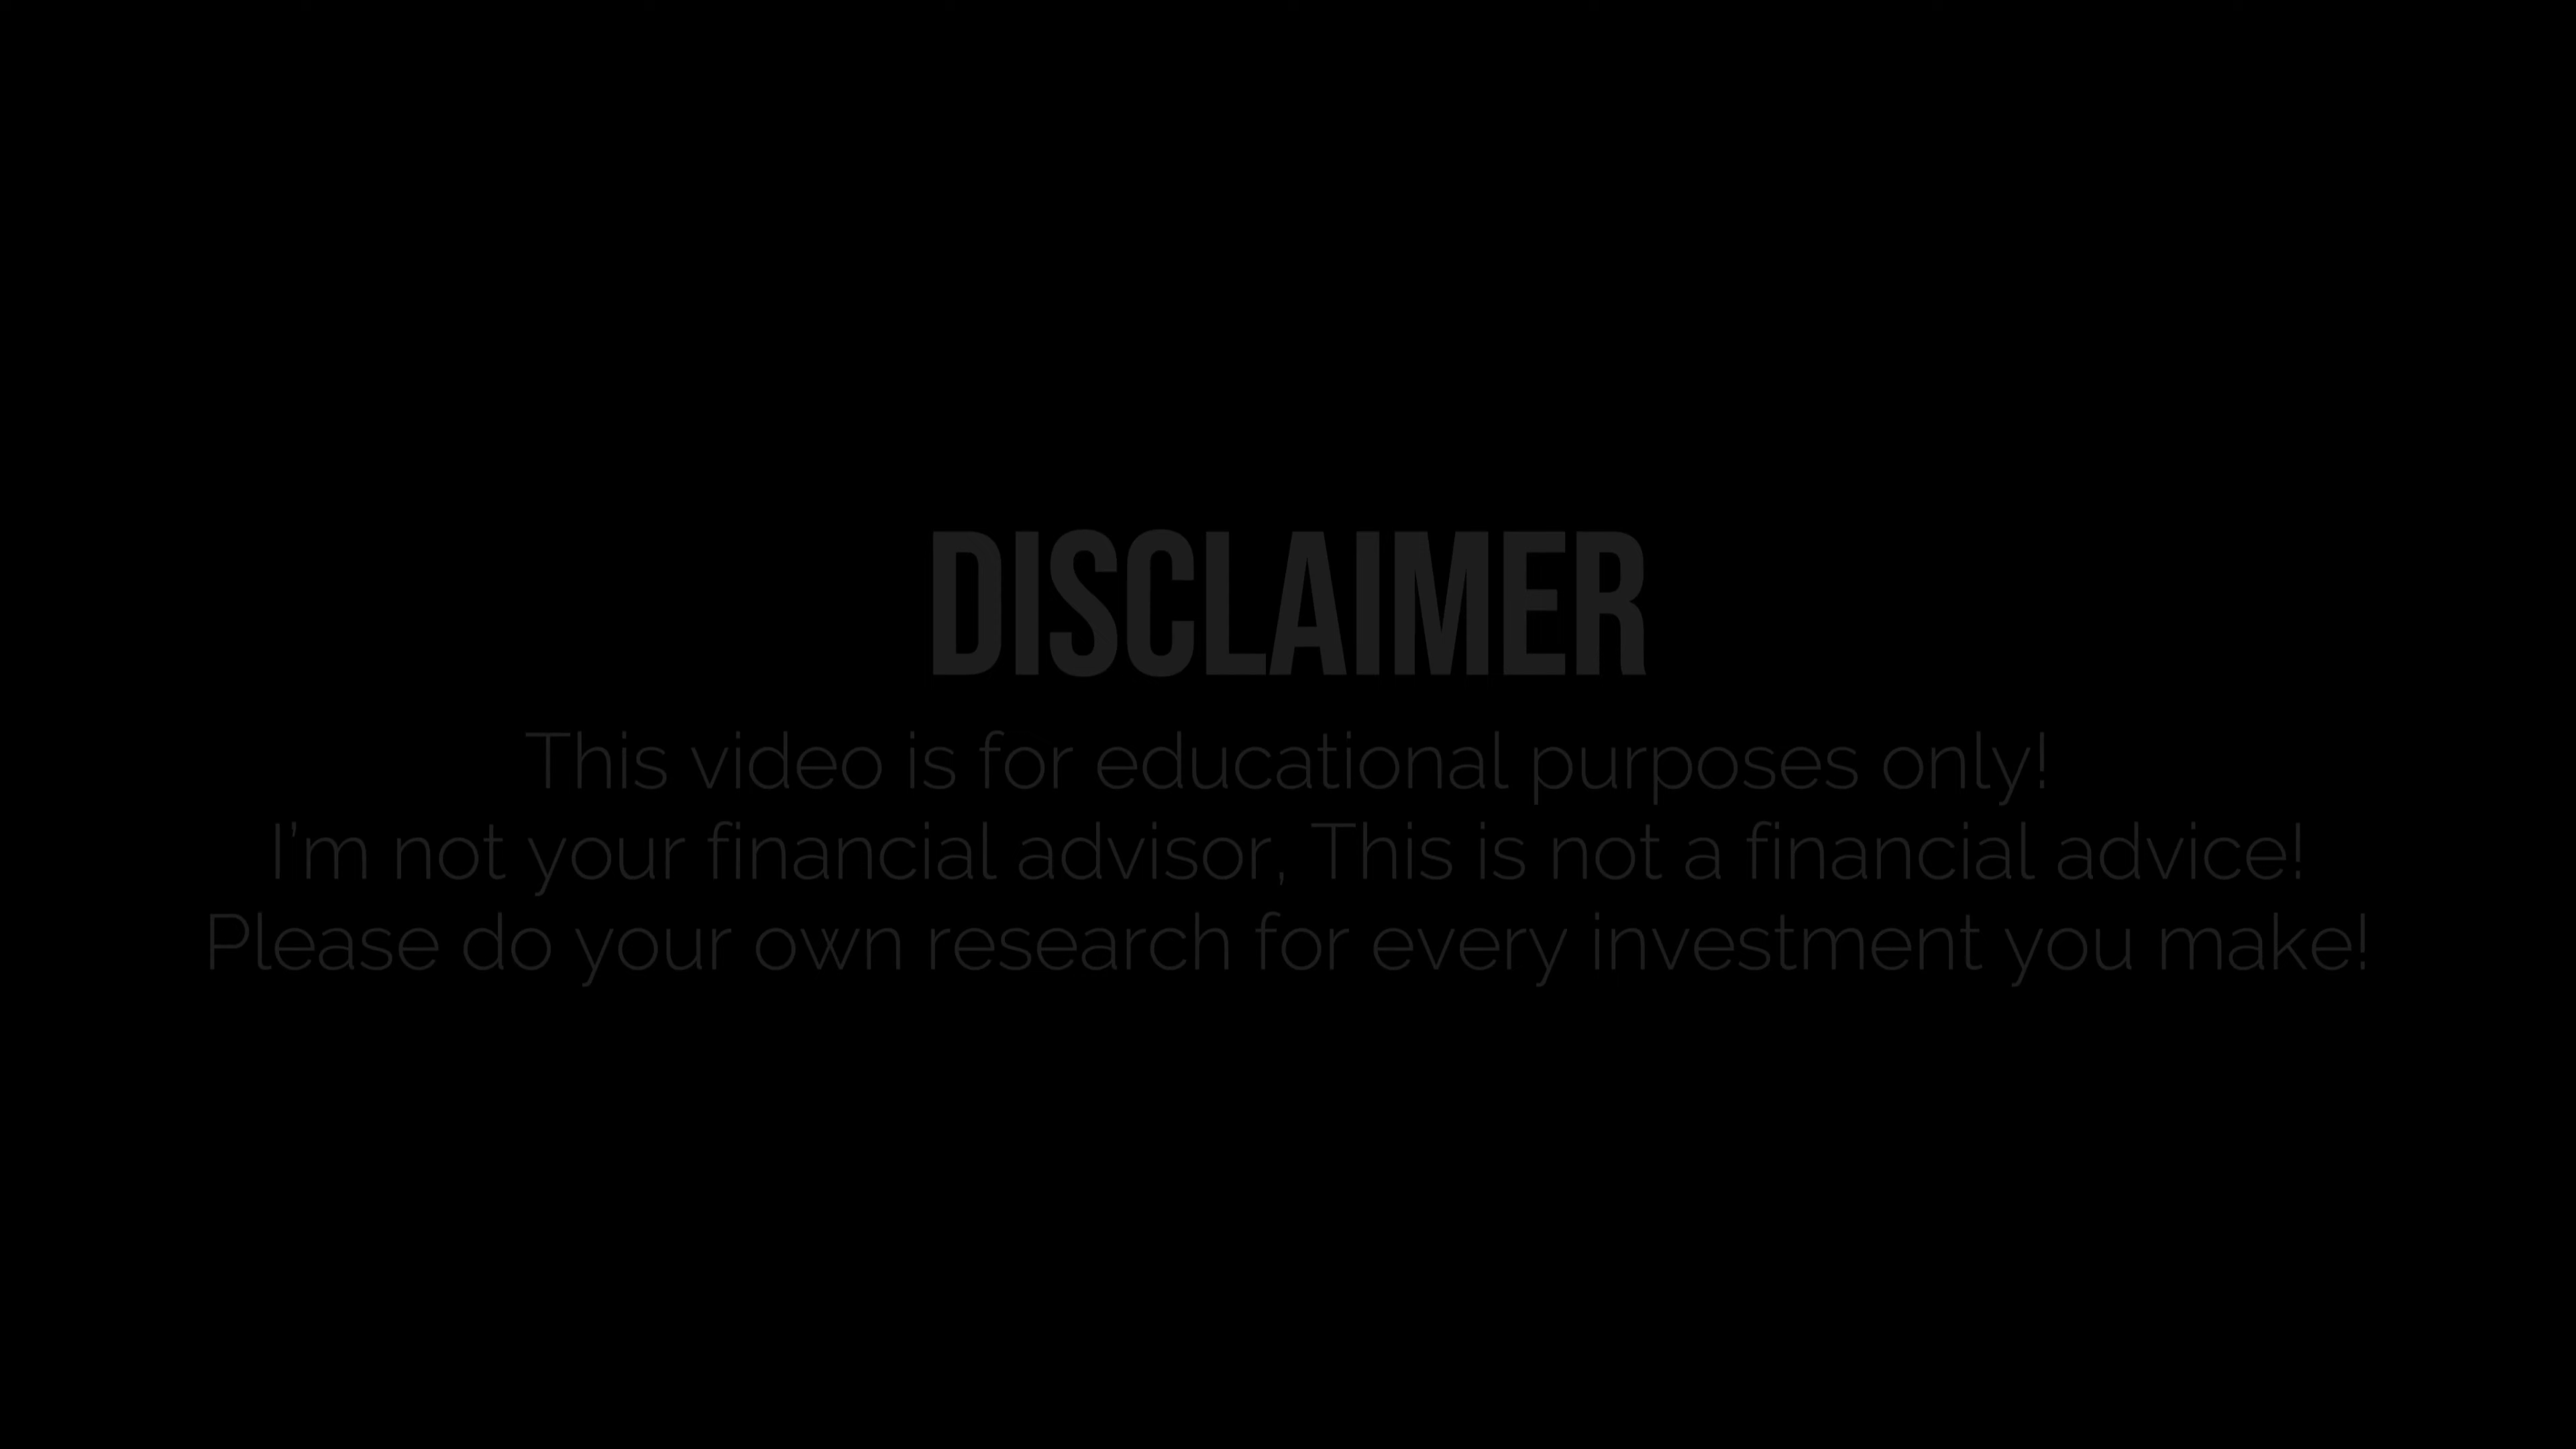 DISCLAIMER
This video is for educational purposes only!
I’m not your financial advisor, This is not a financial advice!
Please do your own research for every investment you make!